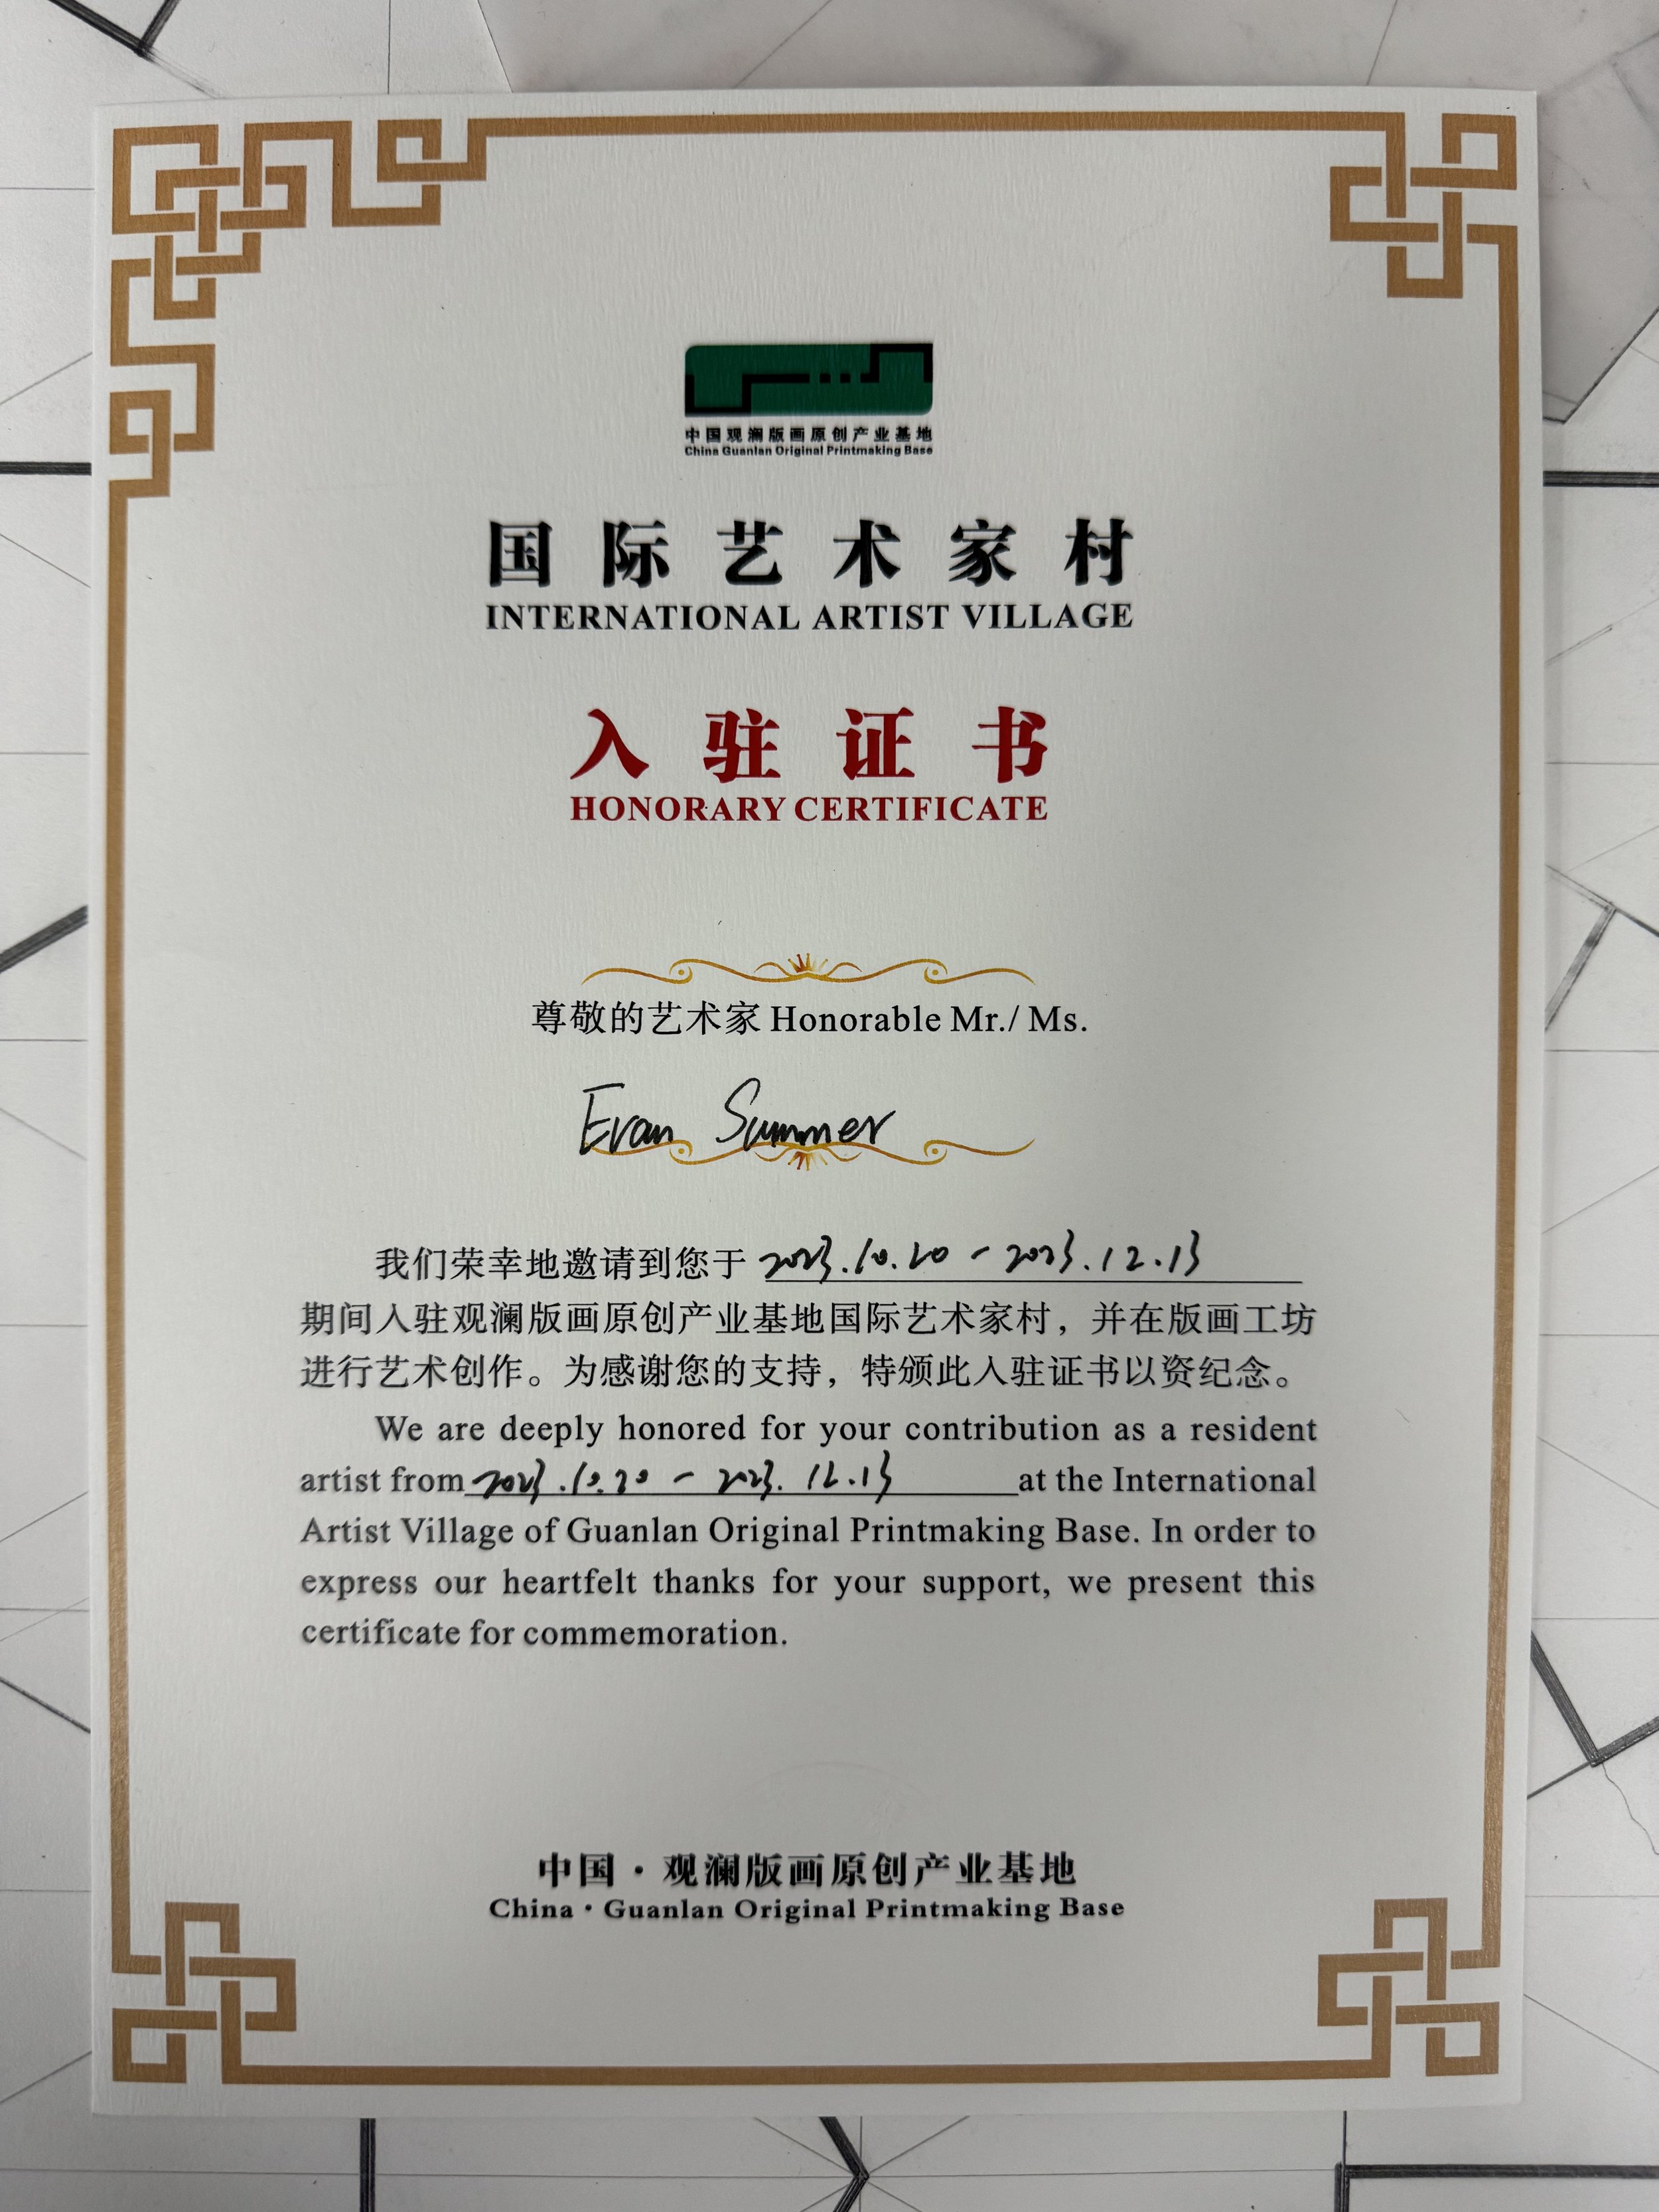 中国观澜版画原创产业基地
China Guanlan Original Printmaking Base
国际艺术家村
INTERNATIONAL ARTIST VILLAGE
入驻证书
HONORARY CERTIFICATE
尊敬的艺术家 Honorable Mr./ Ms.
Evan Summer
我们荣幸地邀请到您于 2023.10.20 - 2023.12.13
期间入驻观澜版画原创产业基地国际艺术家村，并在版画工坊
进行艺术创作。为感谢您的支持，特颁此入驻证书以资纪念。
We are deeply honored for your contribution as a resident
artist from 2023.10.20 - 2023.12.13 at the International
Artist Village of Guanlan Original Printmaking Base. In order to
express our heartfelt thanks for your support, we present this
certificate for commemoration.
中国·观澜版画原创产业基地
China·Guanlan Original Printmaking Base